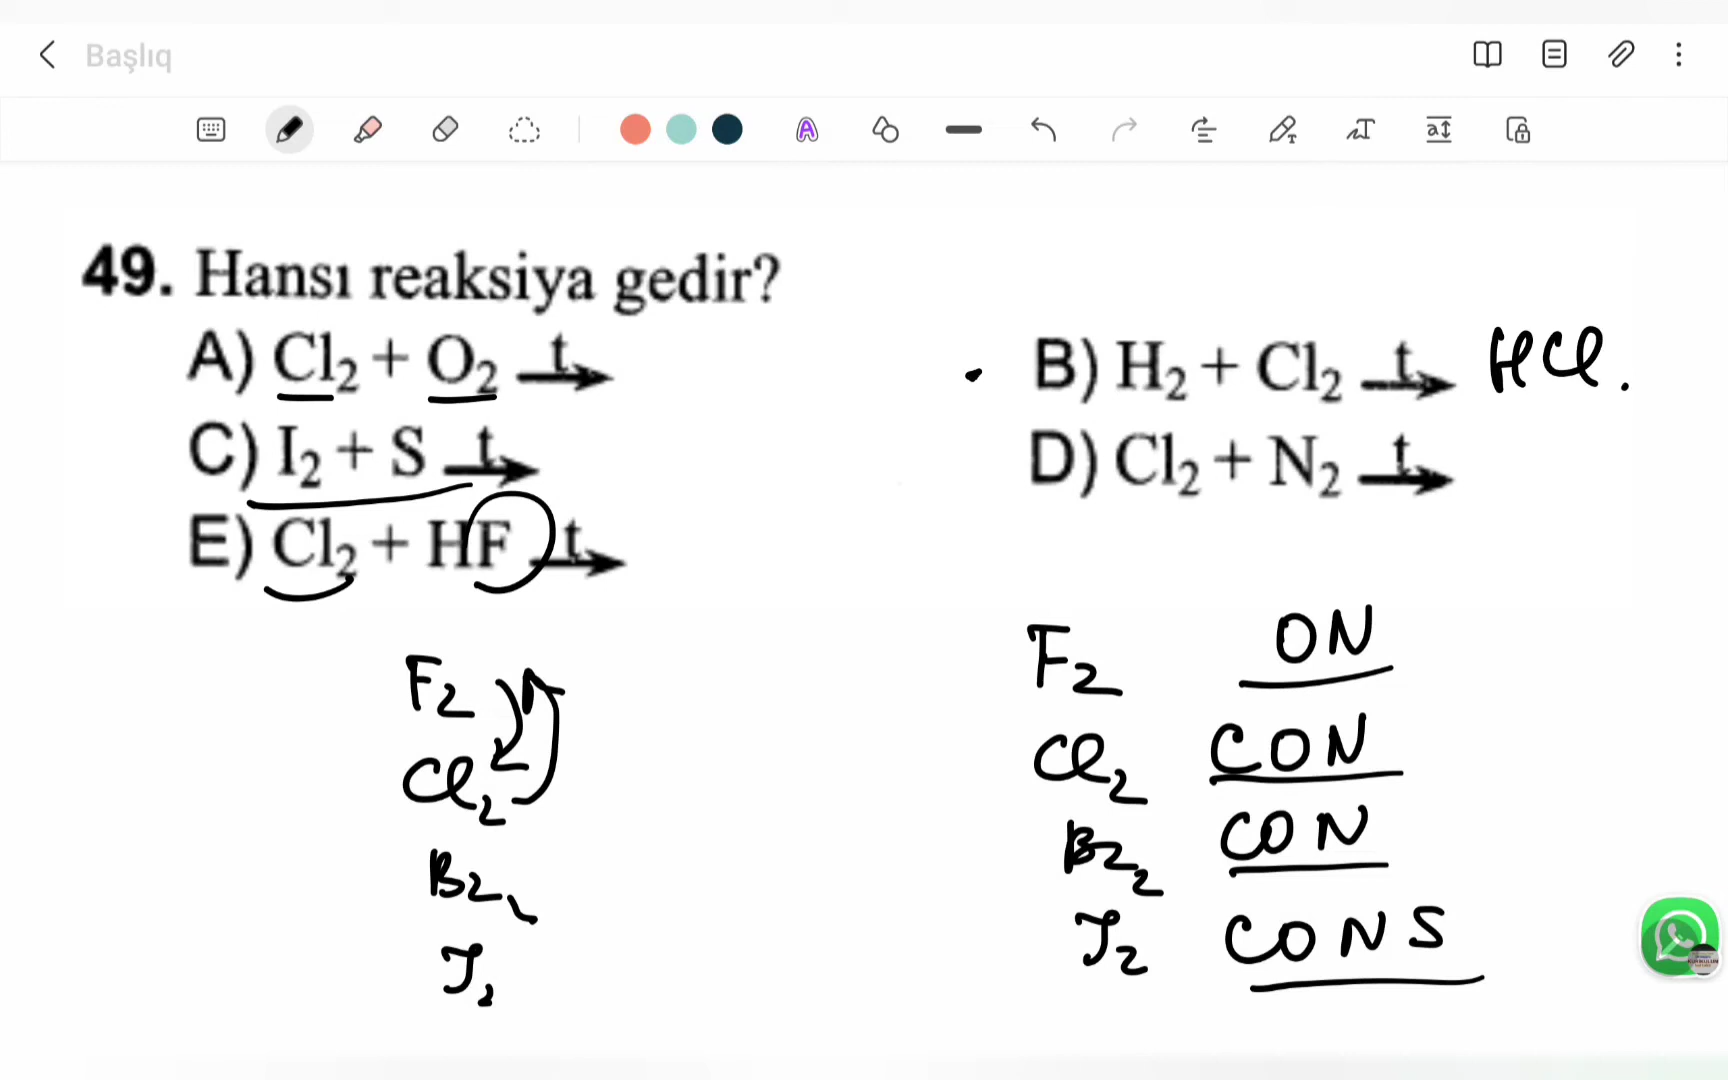 Başlıq
49. Hansı reaksiya gedir?
A) Cl₂ + O₂ →t
B) H₂ + Cl₂ →t HCl.
C) I₂ + S →t
D) Cl₂ + N₂ →t
E) Cl₂ + HF →t
F₂
Cl₂
Br₂
J₂
F₂ ON
Cl₂ CON
Br₂ CON
J₂ CONS